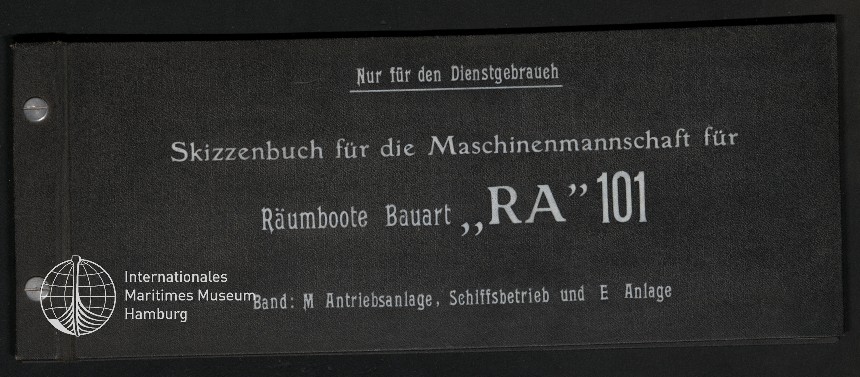 Nur für den Dienstgebrauch
Skizzenbuch für die Maschinenmannschaft für
Räumboote Bauart „RA” 101
Band: M Antriebsanlage, Schiffsbetrieb und E Anlage
Internationales
Maritimes Museum
Hamburg